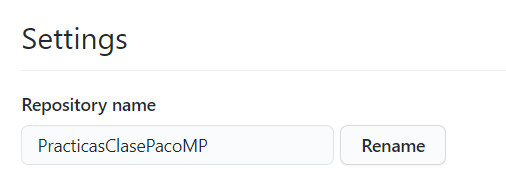 Settings
Repository name
PracticasClasePacoMP Rename